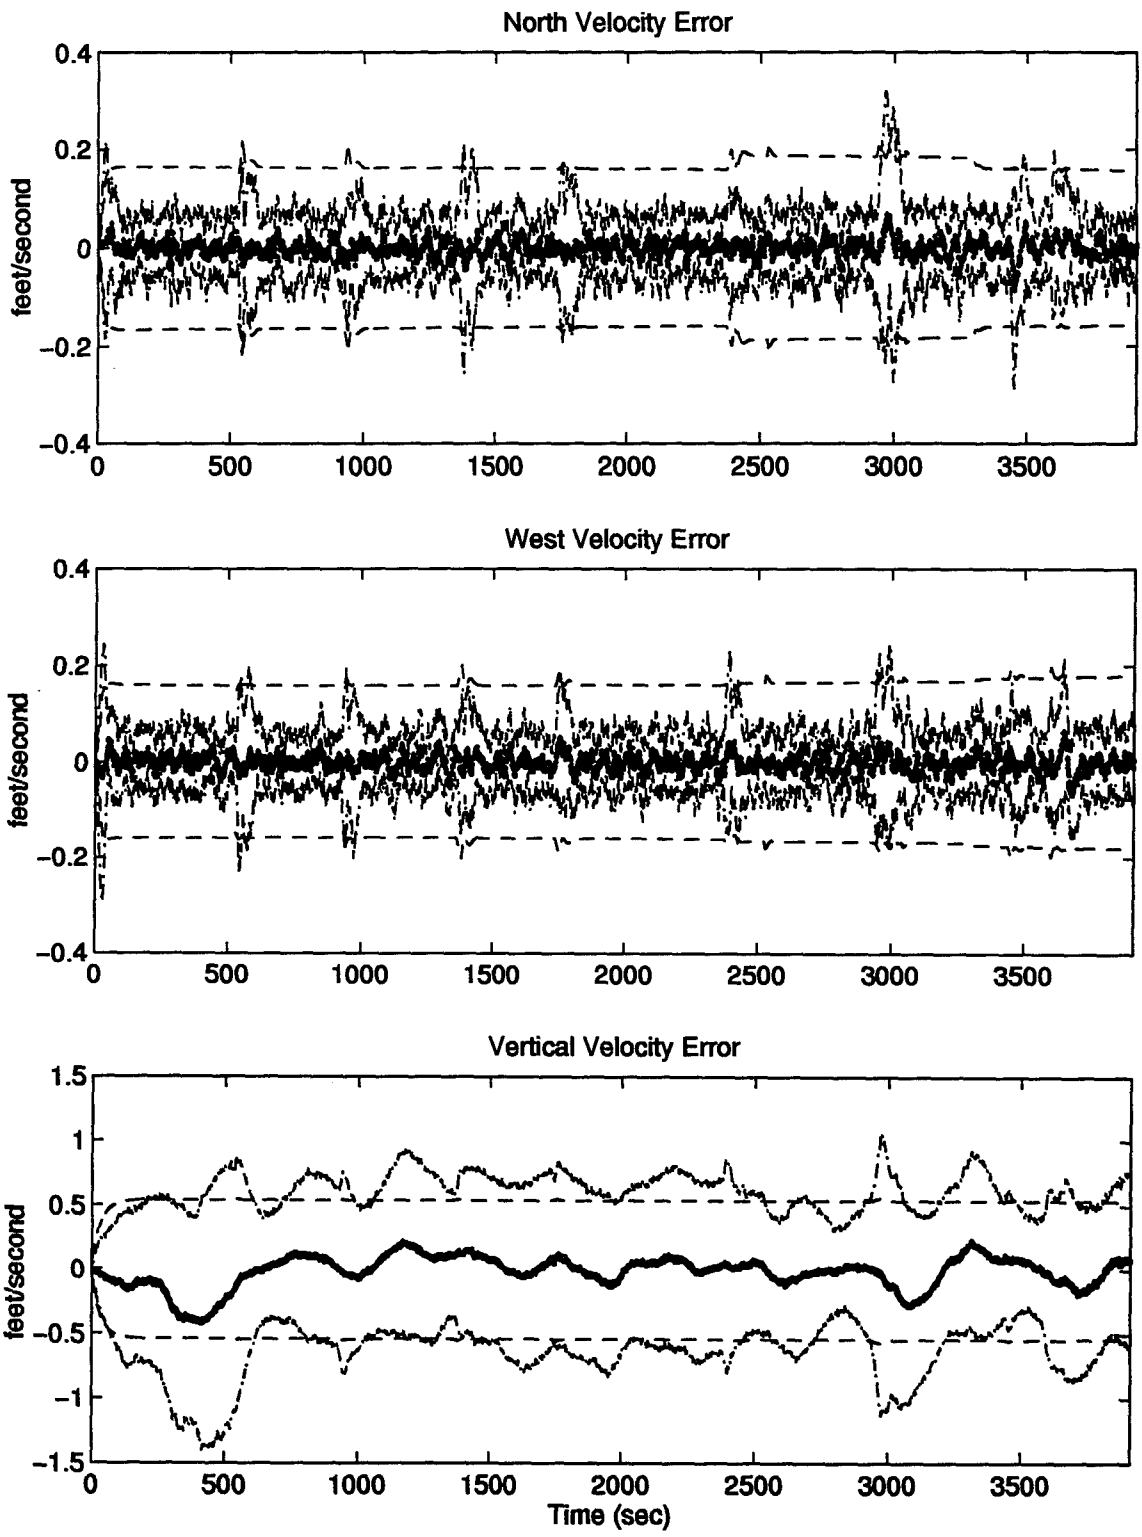 North Velocity Error
0.4
0.2
0
−0.2
−0.4
feet/second
0 500 1000 1500 2000 2500 3000 3500
West Velocity Error
0.4
0.2
0
−0.2
−0.4
feet/second
0 500 1000 1500 2000 2500 3000 3500
Vertical Velocity Error
1.5
1
0.5
0
−0.5
−1
−1.5
feet/second
0 500 1000 1500 2000 2500 3000 3500
Time (sec)